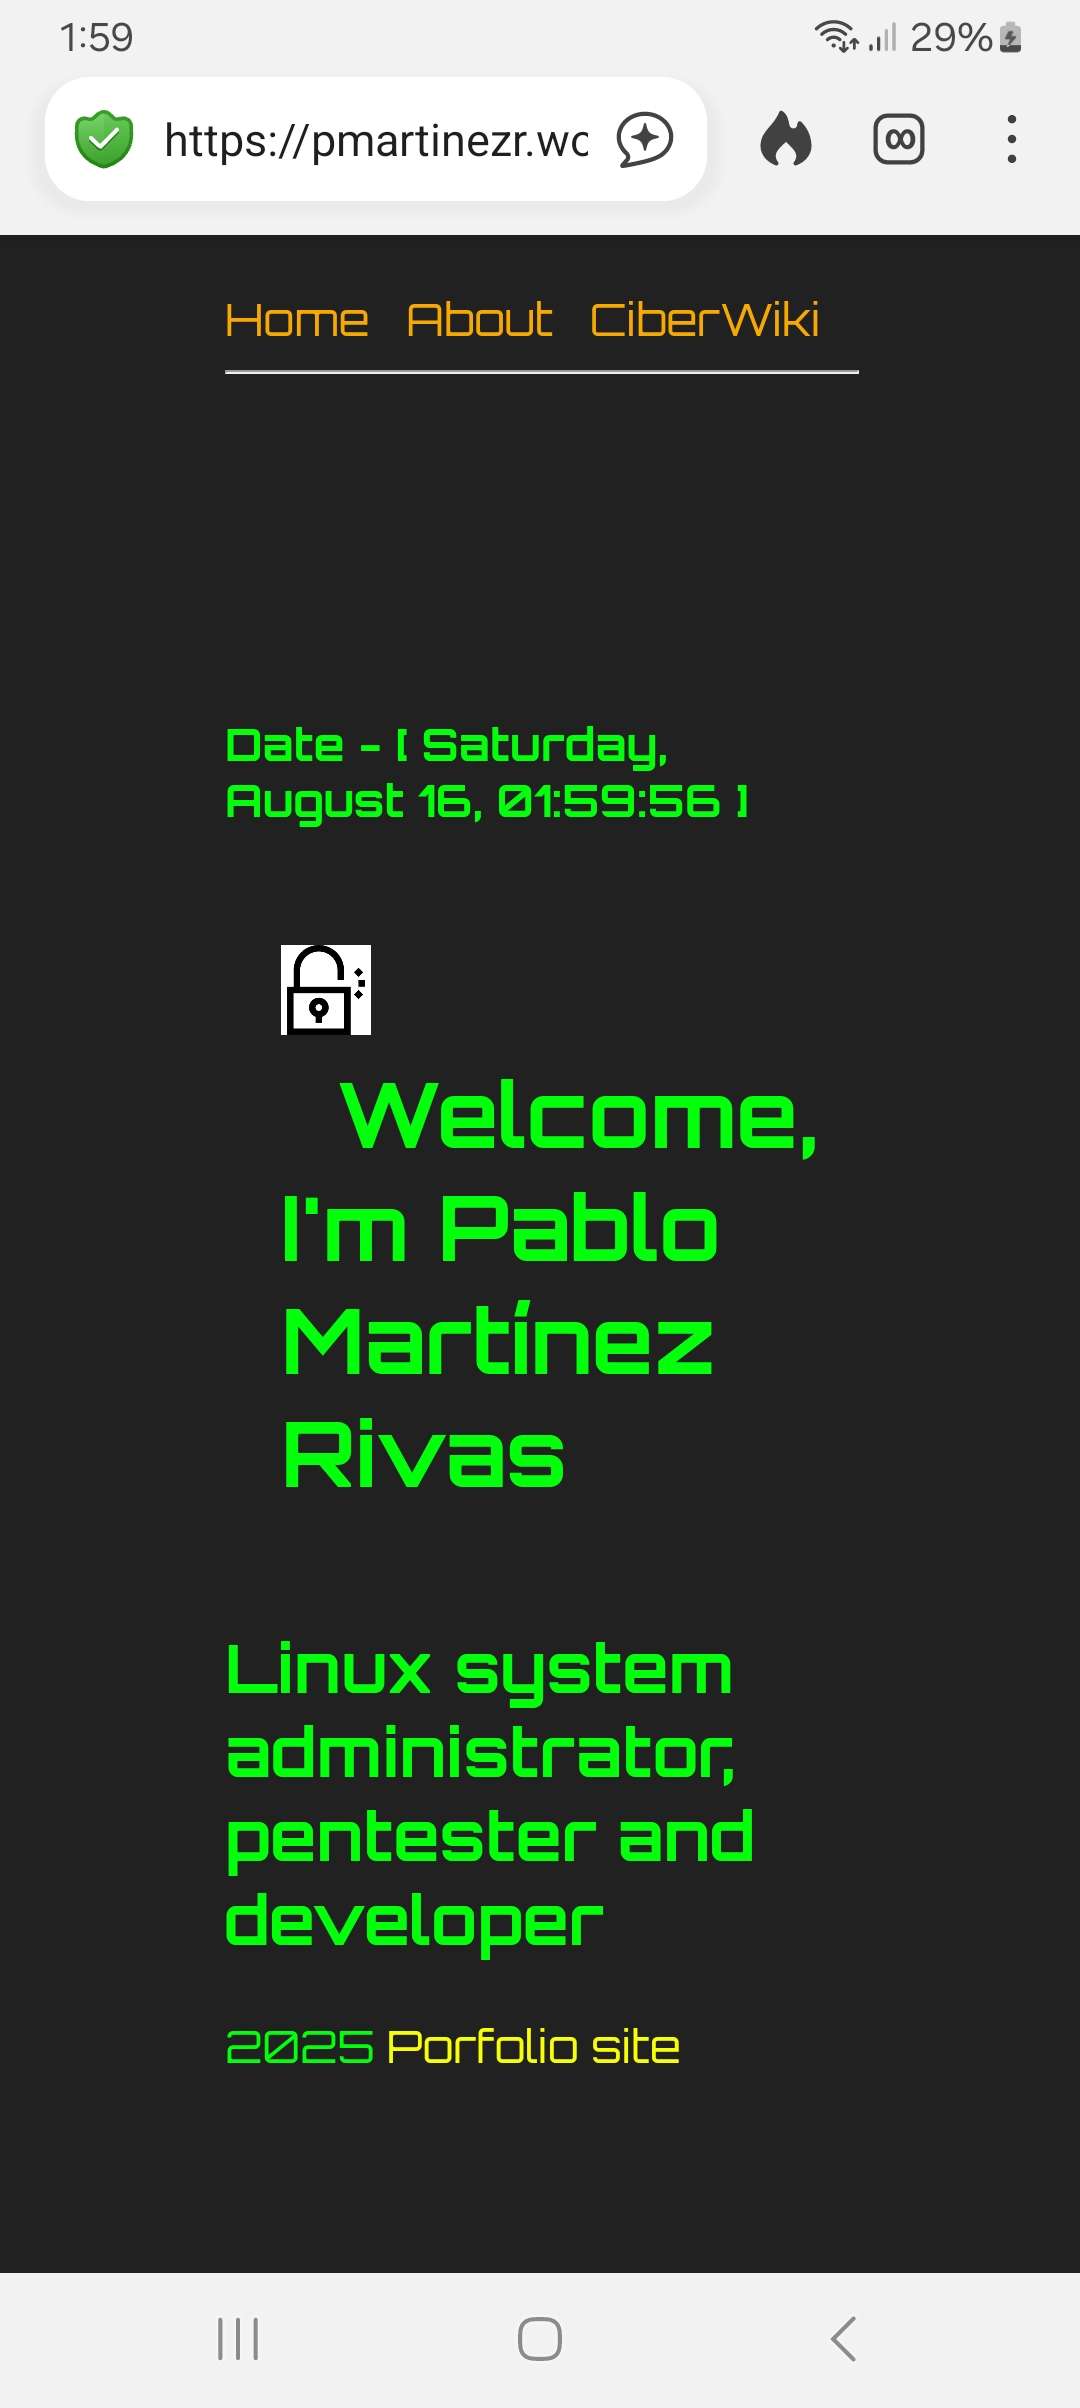 1:59
29%
https://pmartinezr.wo
Home About CiberWiki
Date - [ Saturday,
August 16, 01:59:56 ]
Welcome,
I'm Pablo
Martínez
Rivas
Linux system
administrator,
pentester and
developer
2025 Porfolio site